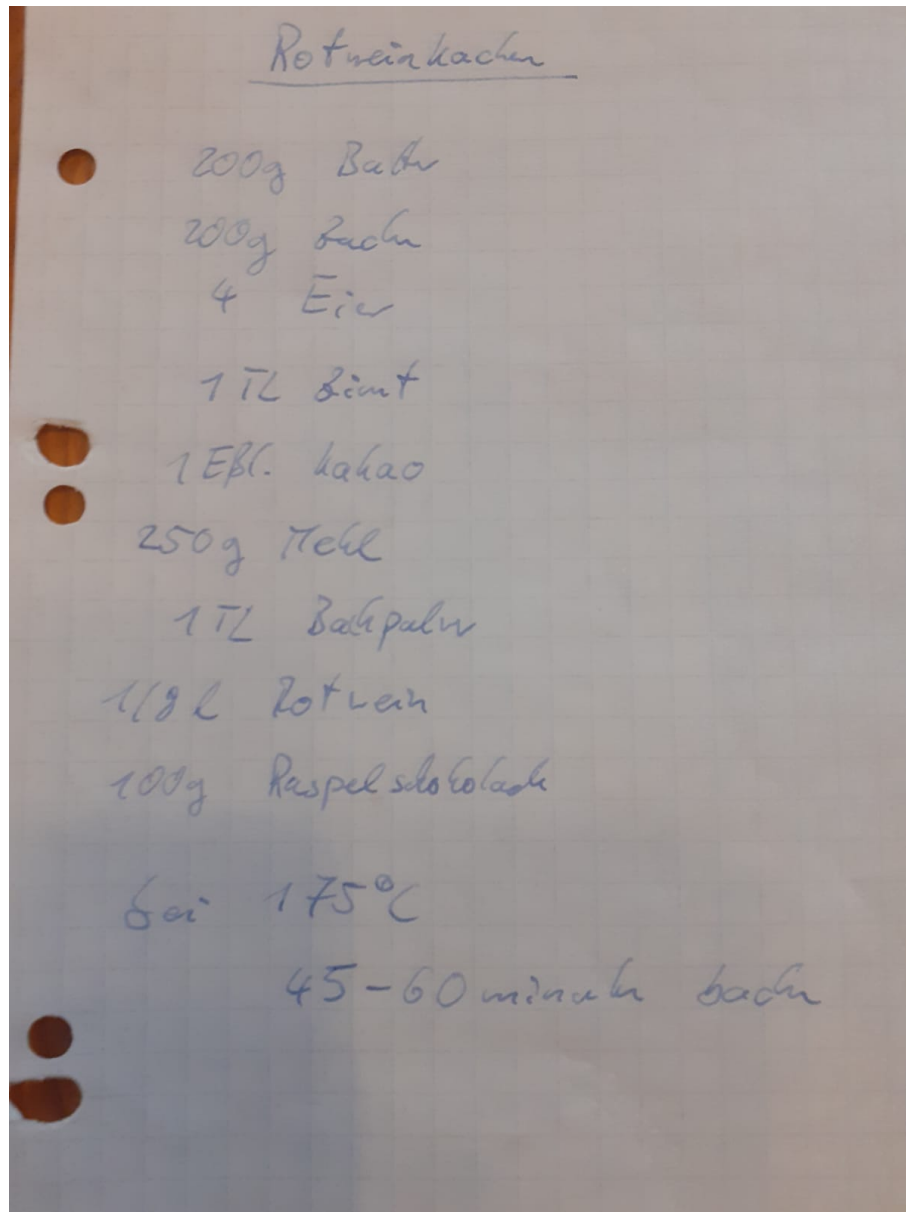 Rotweinkuchen
200g Butter
200g Zucker
4 Eier
1 TL Zimt
1 Eßl. Kakao
250g Mehl
1 TL Backpulver
1/8 l Rotwein
100g Raspelschokolade
bei 175°C
45-60 minuten backen